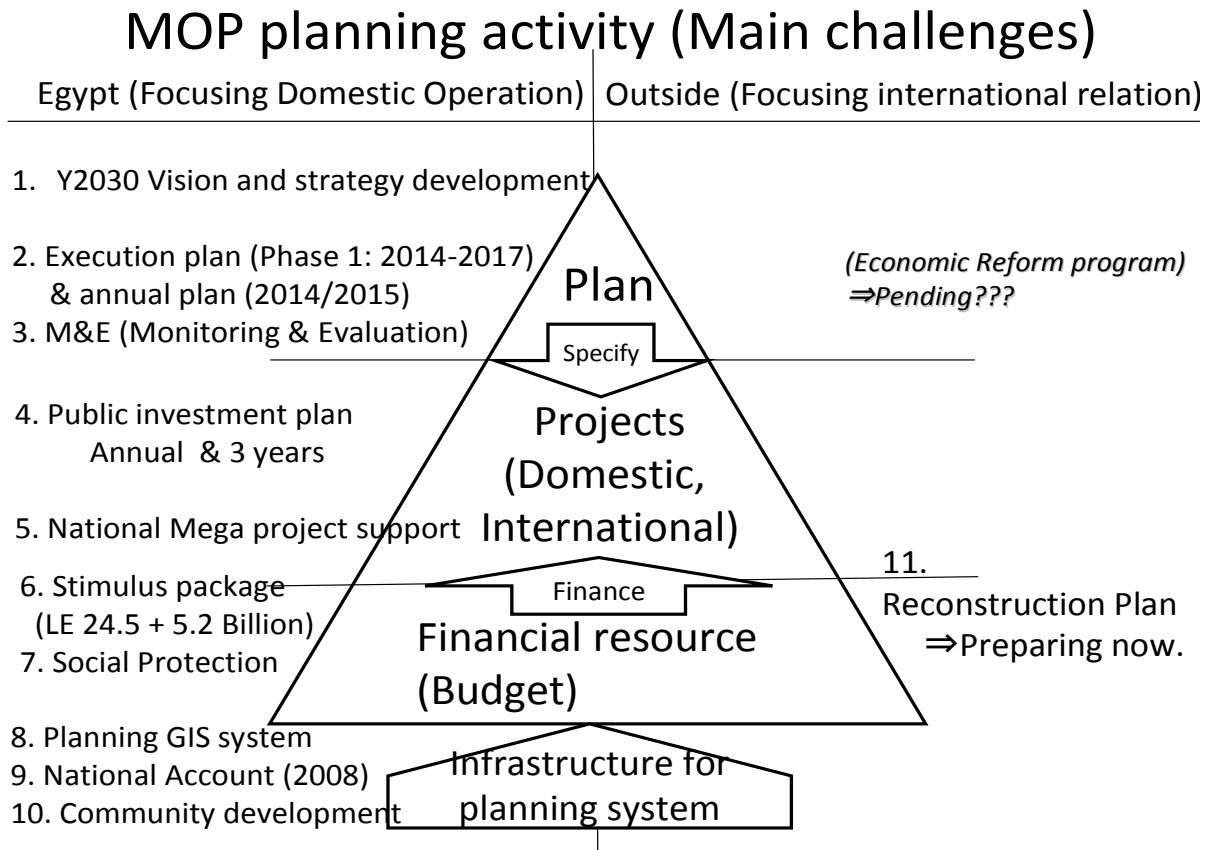 MOP planning activity (Main challenges)
Egypt (Focusing Domestic Operation)
Outside (Focusing international relation)
1. Y2030 Vision and strategy development
2. Execution plan (Phase 1: 2014-2017)
& annual plan (2014/2015)
3. M&E (Monitoring & Evaluation)
Plan
(Economic Reform program)
⇒Pending???
Specify
4. Public investment plan
Annual & 3 years
Projects
(Domestic,
International)
5. National Mega project support
6. Stimulus package
(LE 24.5 + 5.2 Billion)
7. Social Protection
Finance
Financial resource
(Budget)
11.
Reconstruction Plan
⇒Preparing now.
8. Planning GIS system
9. National Account (2008)
10. Community development
Infrastructure for
planning system